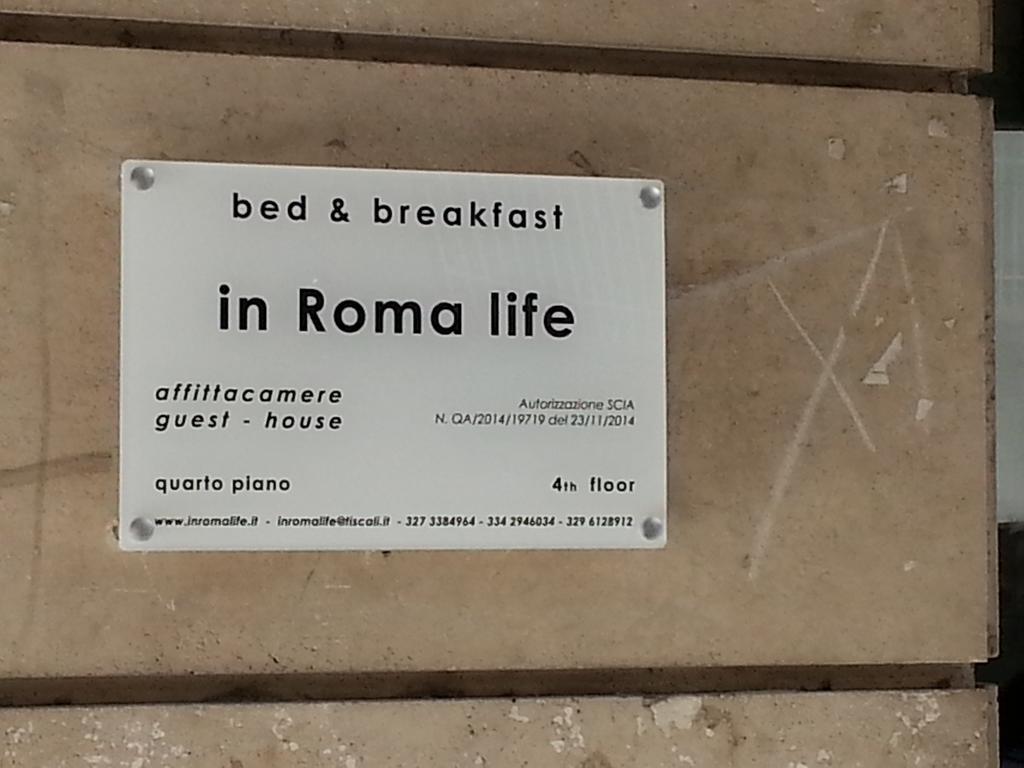 bed & breakfast
in Roma life
affittacamere
guest - house
Autorizzazione SCIA
N. QA/2014/19719 del 23/11/2014
quarto piano
4th floor
www.inromalife.it - inromalife@tiscali.it - 327 3384964 - 334 2946034 - 329 6128912